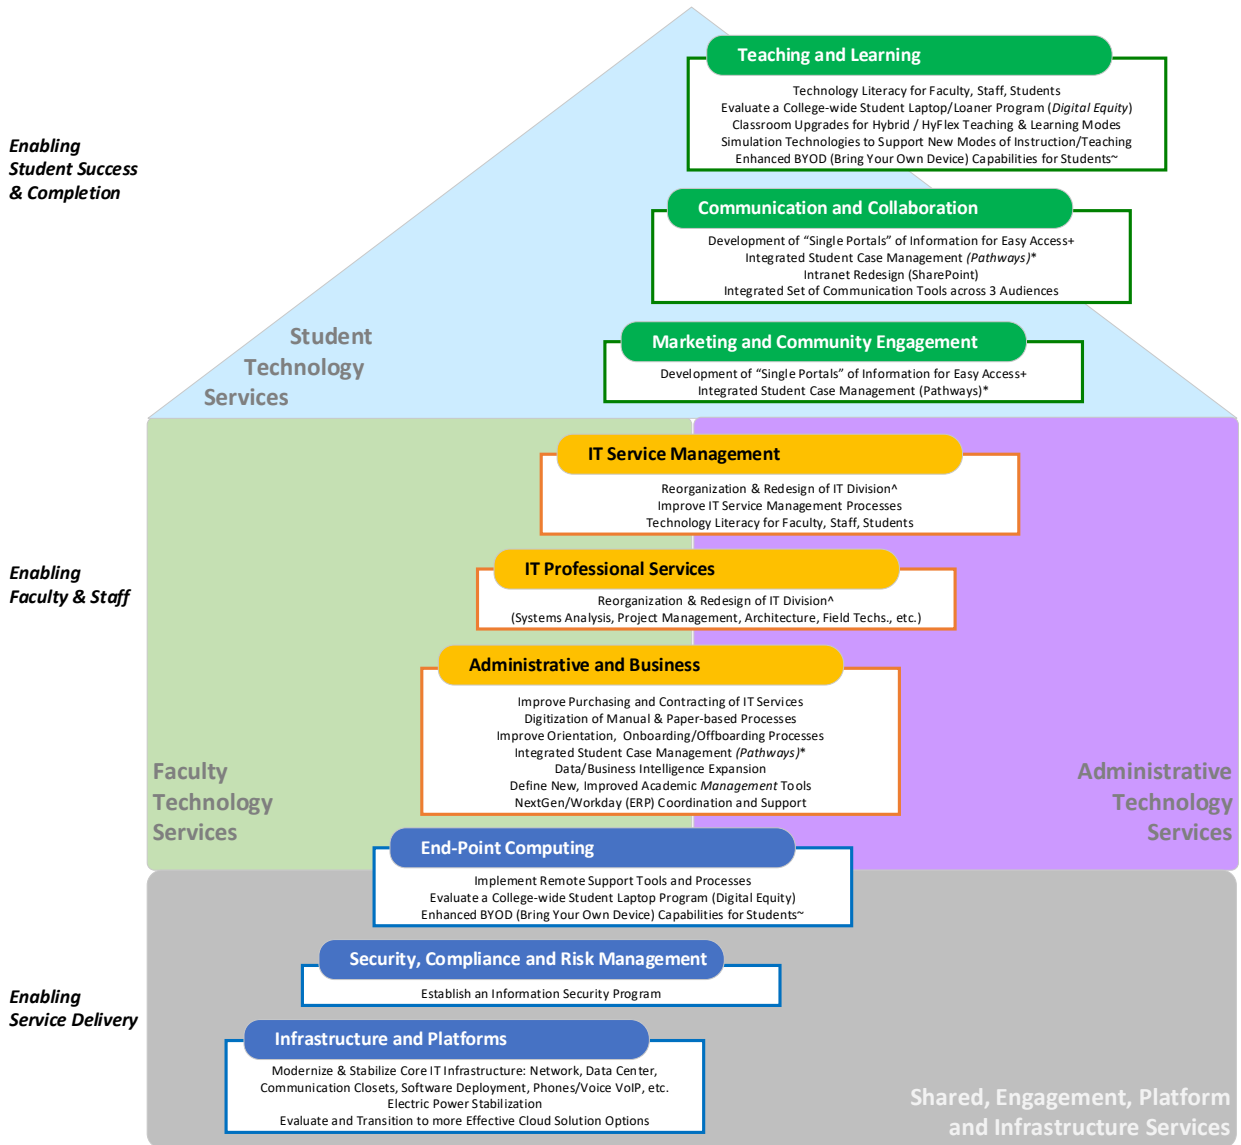 Teaching and Learning
Technology Literacy for Faculty, Staff, Students
Evaluate a College-wide Student Laptop/Loaner Program (Digital Equity)
Classroom Upgrades for Hybrid / HyFlex Teaching & Learning Modes
Simulation Technologies to Support New Modes of Instruction/Teaching
Enhanced BYOD (Bring Your Own Device) Capabilities for Students~
Enabling
Student Success
& Completion
Communication and Collaboration
Development of “Single Portals” of Information for Easy Access+
Integrated Student Case Management (Pathways)*
Intranet Redesign (SharePoint)
Integrated Set of Communication Tools across 3 Audiences
Student
Technology
Services
Marketing and Community Engagement
Development of “Single Portals” of Information for Easy Access+
Integrated Student Case Management (Pathways)*
IT Service Management
Reorganization & Redesign of IT Division^
Improve IT Service Management Processes
Technology Literacy for Faculty, Staff, Students
Enabling
Faculty & Staff
IT Professional Services
Reorganization & Redesign of IT Division^
(Systems Analysis, Project Management, Architecture, Field Techs., etc.)
Administrative and Business
Improve Purchasing and Contracting of IT Services
Digitization of Manual & Paper-based Processes
Improve Orientation, Onboarding/Offboarding Processes
Integrated Student Case Management (Pathways)*
Data/Business Intelligence Expansion
Define New, Improved Academic Management Tools
NextGen/Workday (ERP) Coordination and Support
Faculty
Technology
Services
Administrative
Technology
Services
End-Point Computing
Implement Remote Support Tools and Processes
Evaluate a College-wide Student Laptop Program (Digital Equity)
Enhanced BYOD (Bring Your Own Device) Capabilities for Students~
Security, Compliance and Risk Management
Establish an Information Security Program
Enabling
Service Delivery
Infrastructure and Platforms
Modernize & Stabilize Core IT Infrastructure: Network, Data Center,
Communication Closets, Software Deployment, Phones/Voice VoIP, etc.
Electric Power Stabilization
Evaluate and Transition to more Effective Cloud Solution Options
Shared, Engagement, Platform
and Infrastructure Services